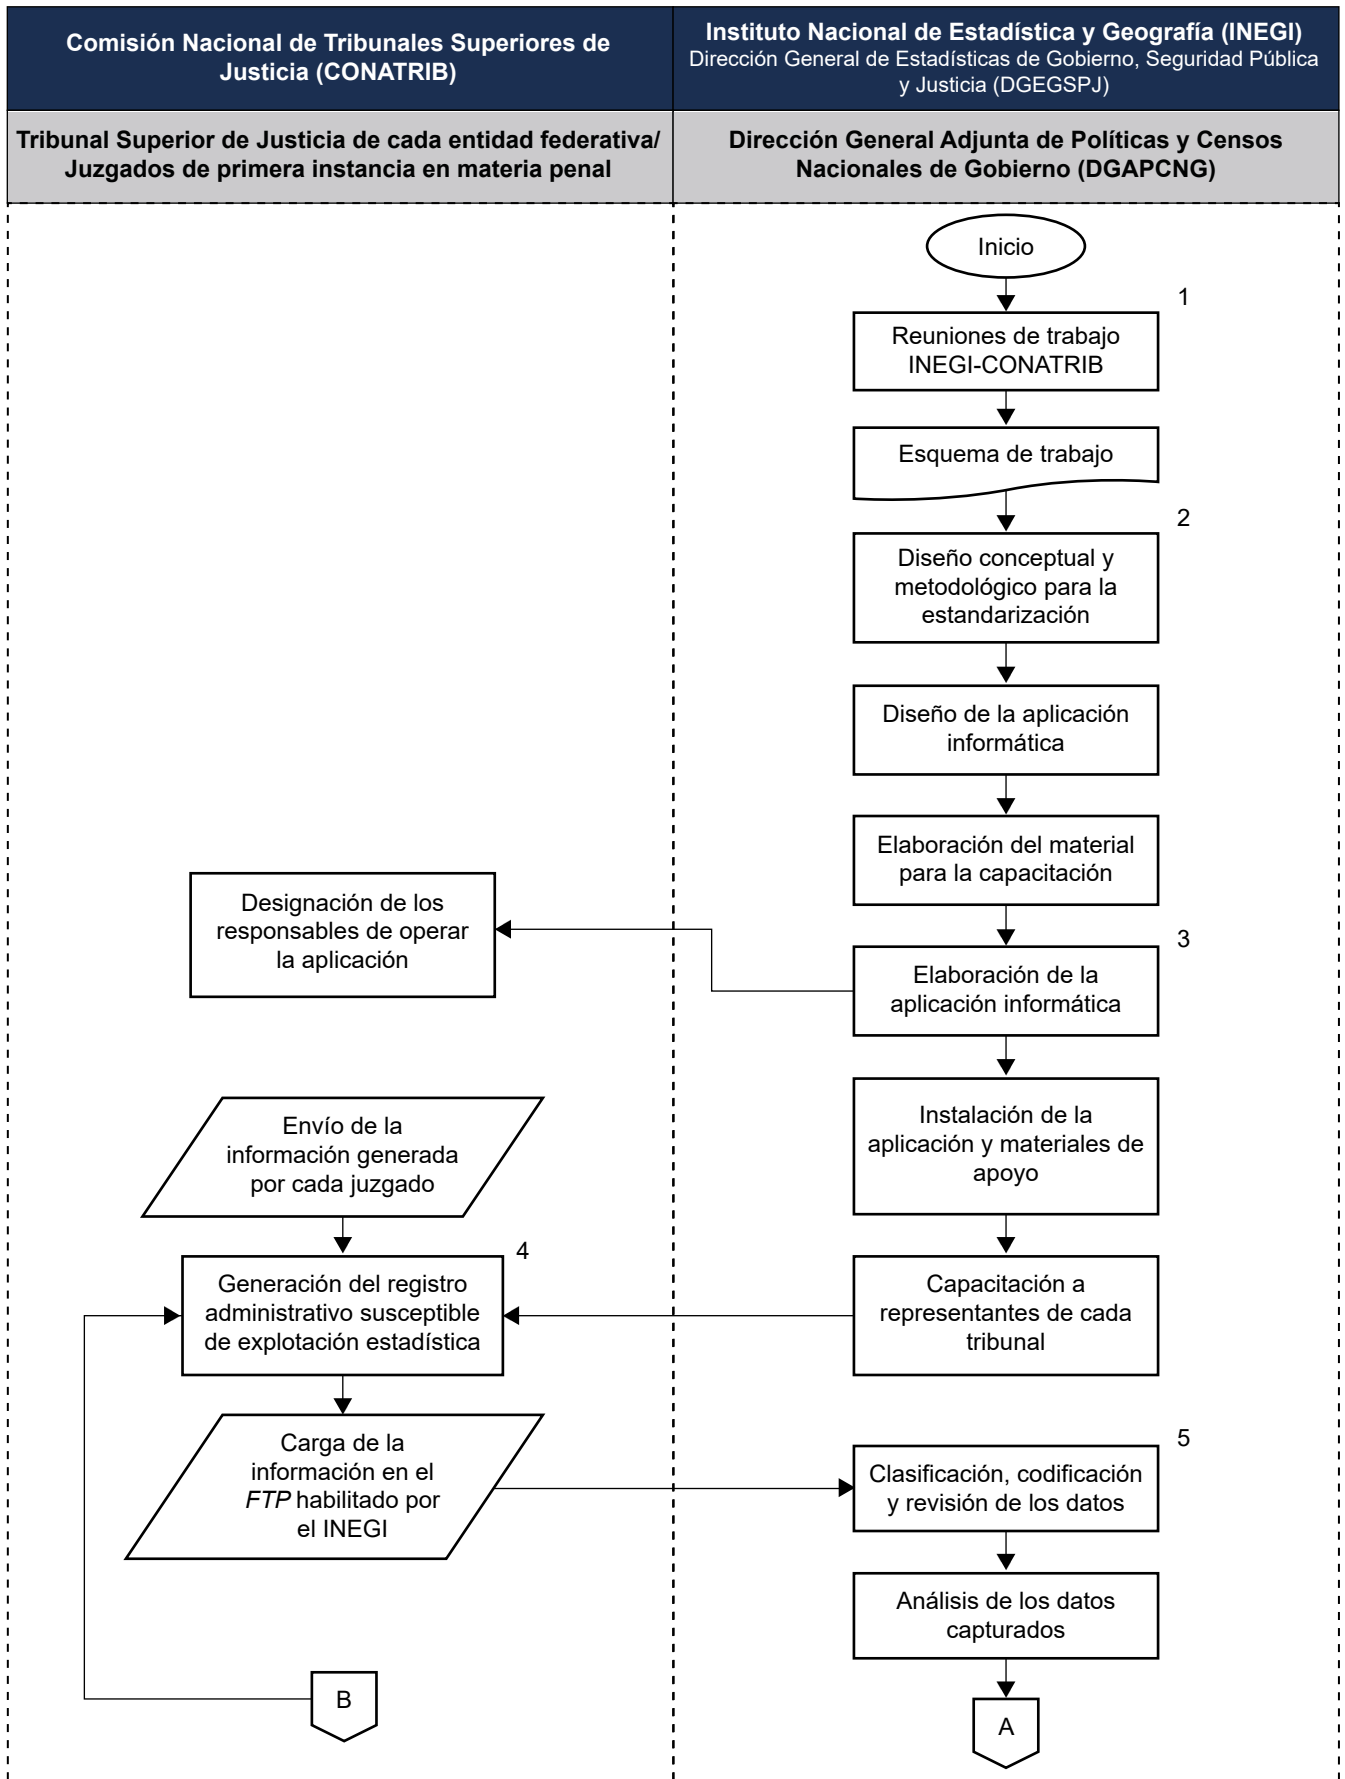 Comisión Nacional de Tribunales Superiores de
Justicia (CONATRIB)
Instituto Nacional de Estadística y Geografía (INEGI)
Dirección General de Estadísticas de Gobierno, Seguridad Pública
y Justicia (DGEGSPJ)
Tribunal Superior de Justicia de cada entidad federativa/
Juzgados de primera instancia en materia penal
Dirección General Adjunta de Políticas y Censos
Nacionales de Gobierno (DGAPCNG)
Inicio
1
Reuniones de trabajo
INEGI-CONATRIB
Esquema de trabajo
2
Diseño conceptual y
metodológico para la
estandarización
Diseño de la aplicación
informática
Elaboración del material
para la capacitación
Designación de los
responsables de operar
la aplicación
3
Elaboración de la
aplicación informática
Instalación de la
aplicación y materiales de
apoyo
Envío de la
información generada
por cada juzgado
4
Generación del registro
administrativo susceptible
de explotación estadística
Capacitación a
representantes de cada
tribunal
Carga de la
información en el
FTP habilitado por
el INEGI
5
Clasificación, codificación
y revisión de los datos
Análisis de los datos
capturados
B
A